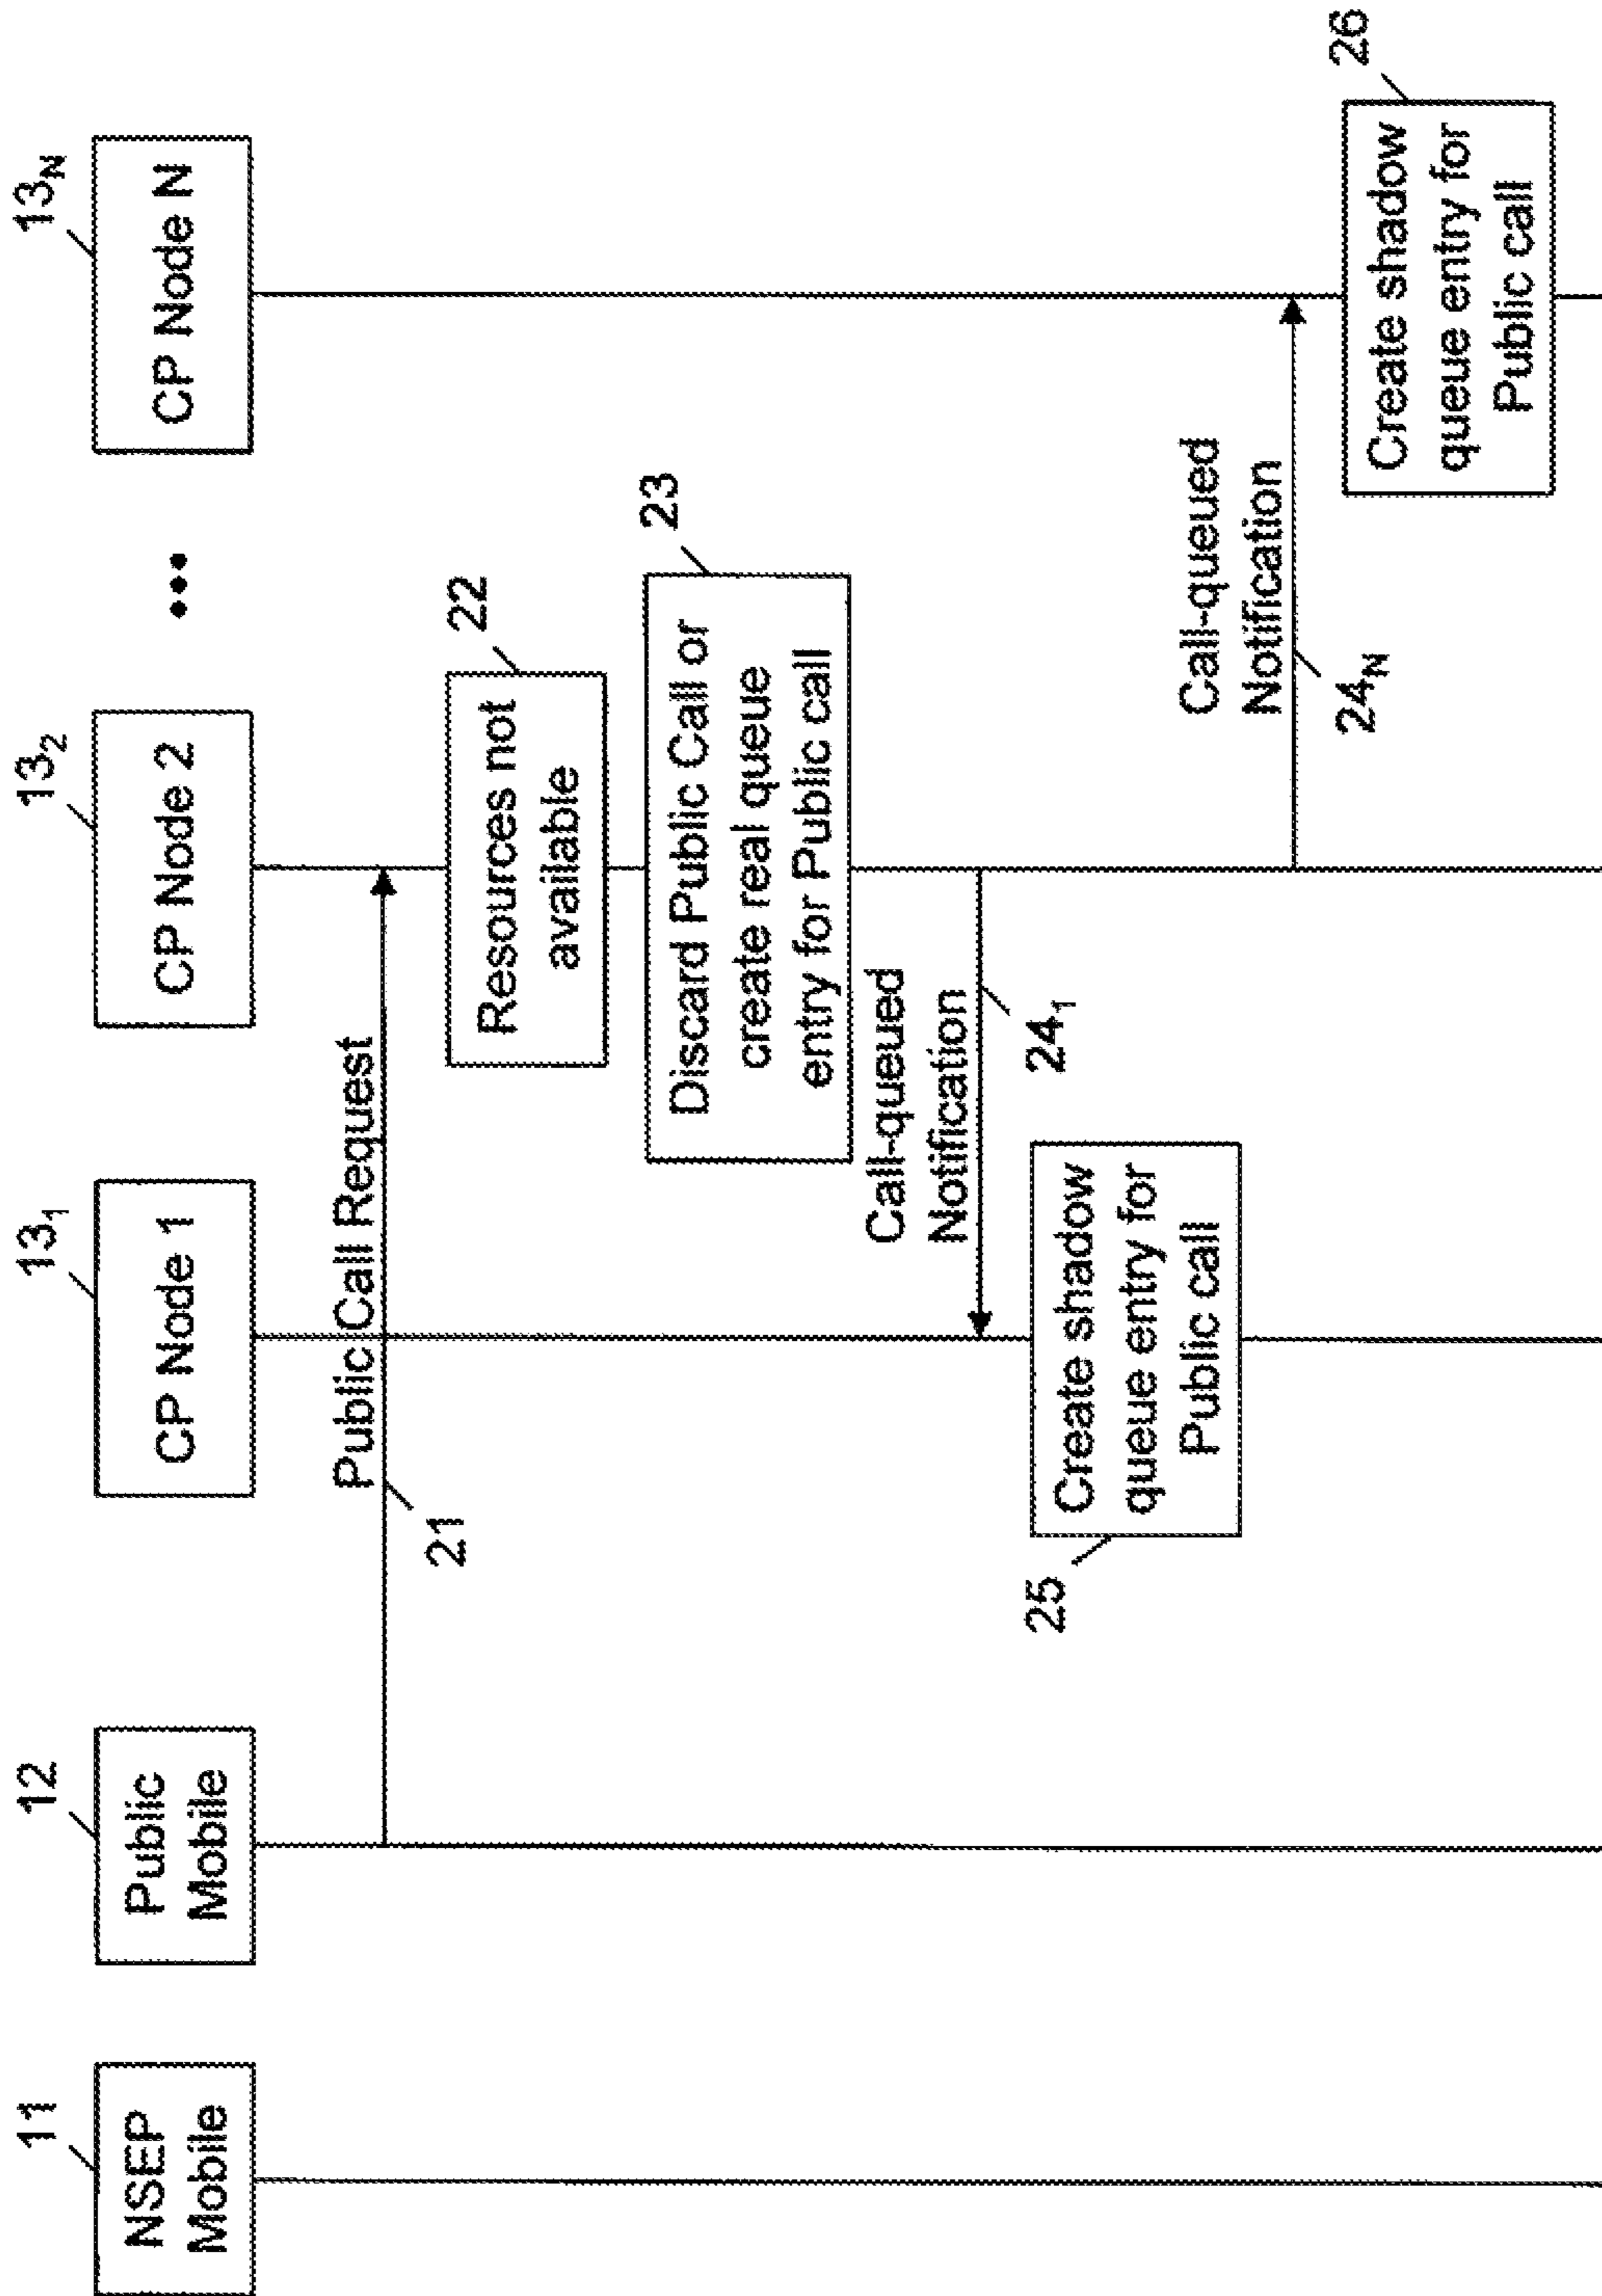 11
NSEP
Mobile
12
Public
Mobile
13₁
CP Node 1
13₂
CP Node 2
•••
13N
CP Node N
Public Call Request
21
22
Resources not
available
23
Discard Public Call or
create real queue
entry for Public call
Call-queued
Notification
24₁
25
Create shadow
queue entry for
Public call
Call-queued
Notification
24N
26
Create shadow
queue entry for
Public call